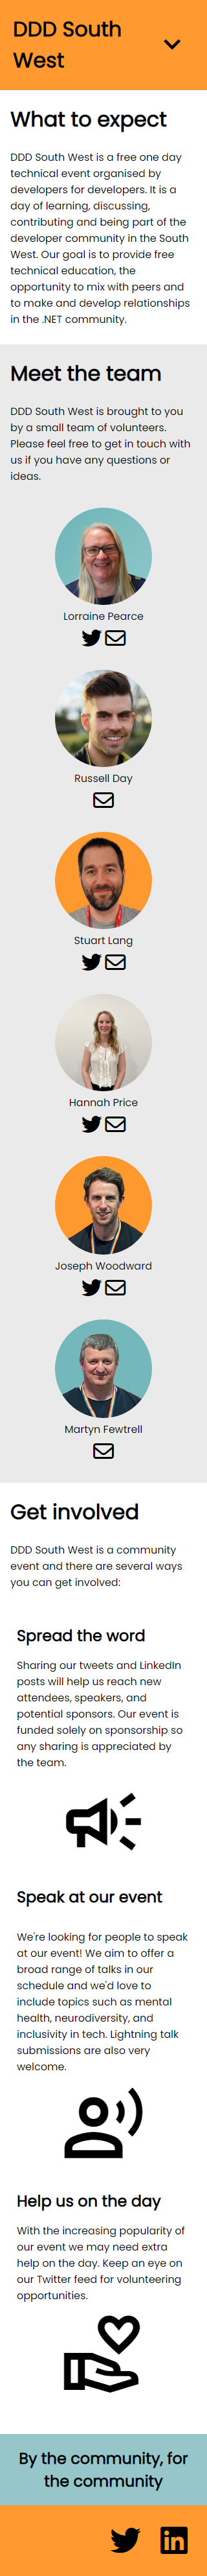 DDD South
West
What to expect
DDD South West is a free one day
technical event organised by
developers for developers. It is a
day of learning, discussing,
contributing and being part of the
developer community in the South
West. Our goal is to provide free
technical education, the
opportunity to mix with peers and
to make and develop relationships
in the .NET community.
Meet the team
DDD South West is brought to you
by a small team of volunteers.
Please feel free to get in touch with
us if you have any questions or
ideas.
Lorraine Pearce
Russell Day
Stuart Lang
Hannah Price
Joseph Woodward
Martyn Fewtrell
Get involved
DDD South West is a community
event and there are several ways
you can get involved:
Spread the word
Sharing our tweets and LinkedIn
posts will help us reach new
attendees, speakers, and
potential sponsors. Our event is
funded solely on sponsorship so
any sharing is appreciated by
the team.
Speak at our event
We're looking for people to speak
at our event! We aim to offer a
broad range of talks in our
schedule and we'd love to
include topics such as mental
health, neurodiversity, and
inclusivity in tech. Lightning talk
submissions are also very
welcome.
Help us on the day
With the increasing popularity of
our event we may need extra
help on the day. Keep an eye on
our Twitter feed for volunteering
opportunities.
By the community, for
the community